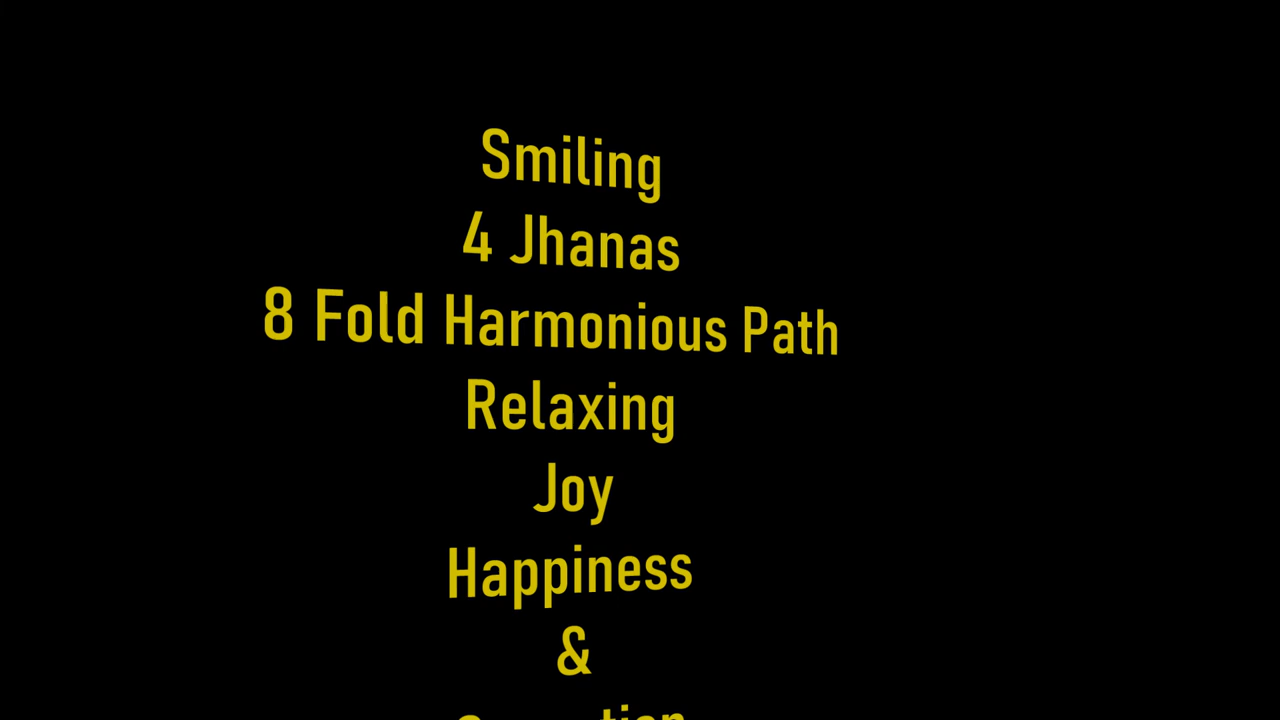 Smiling
4 Jhanas
8 Fold Harmonious Path
Relaxing
Joy
Happiness
&